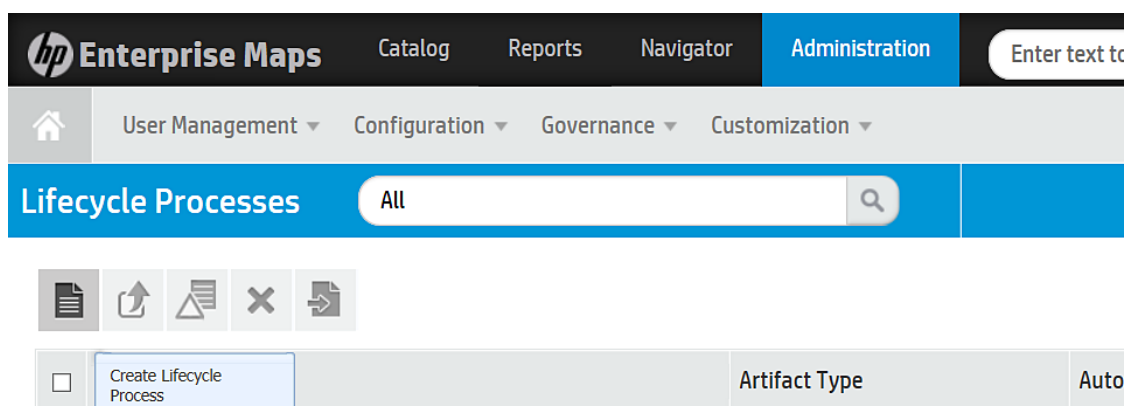 hp Enterprise Maps Catalog Reports Navigator Administration Enter text to
User Management Configuration Governance Customization
Lifecycle Processes All
Create Lifecycle
Process
Artifact Type Auto